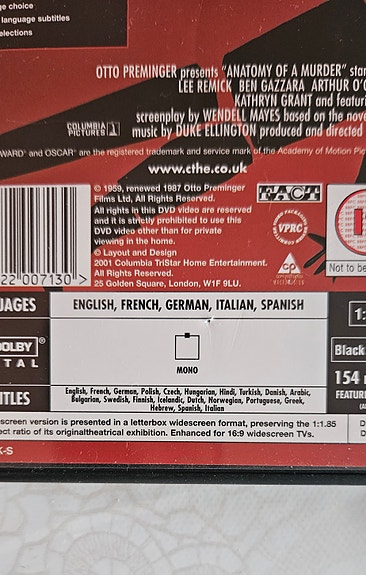 ge choice
language subtitles
elections
OTTO PREMINGER presents "ANATOMY OF A MURDER" star
LEE REMICK BEN GAZZARA ARTHUR O'C
KATHRYN GRANT and featuri
screenplay by WENDELL MAYES based on the nove
COLUMBIA PICTURES music by DUKE ELLINGTON produced and directed
WARD® and OSCAR® are the registered trademark and service mark of the Academy of Motion Pic
www.cthe.co.uk
© 1959, renewed 1987 Otto Preminger
Films Ltd, All Rights Reserved.
All rights in this DVD video are reserved
and it is strictly prohibited to use this
DVD video other than for private
viewing in the home.
© Layout and Design
2001 Columbia TriStar Home Entertainment.
All Rights Reserved.
25 Golden Square, London, W1F 9LU.
22 007130 >
FACT
VPRC
Not to be
UAGES
ENGLISH, FRENCH, GERMAN, ITALIAN, SPANISH
1:
DOLBY
ITAL
MONO
Black
154 m
FEATURE
ITLES
English, French, German, Polish, Czech, Hungarian, Hindi, Turkish, Danish, Arabic,
Bulgarian, Swedish, Finnish, Icelandic, Dutch, Norwegian, Portuguese, Greek,
Hebrew, Spanish, Italian
screen version is presented in a letterbox widescreen format, preserving the 1:1.85
ect ratio of its originaltheatrical exhibition. Enhanced for 16:9 widescreen TVs.
K-S